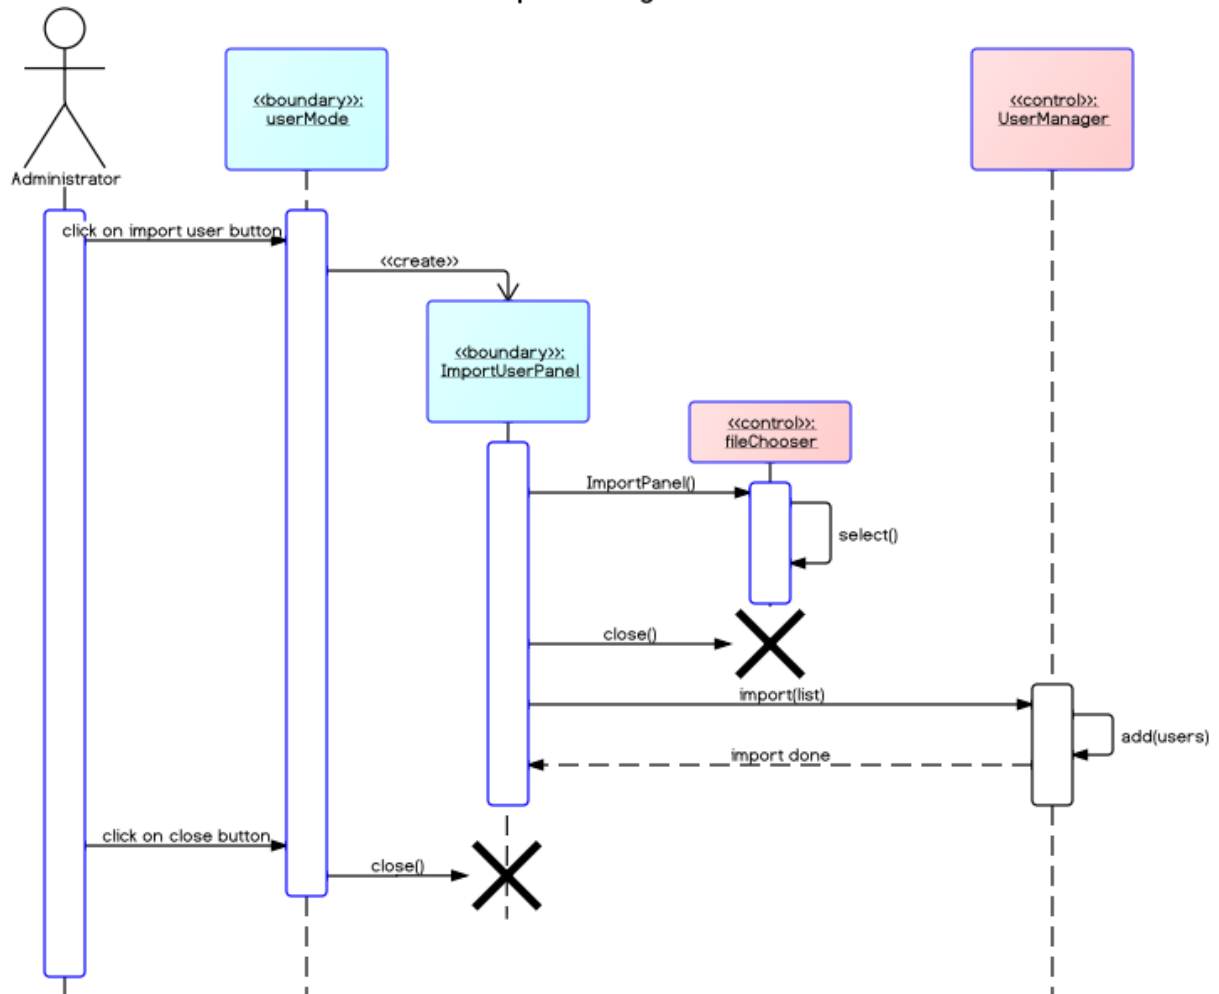 Administrator
<<boundary>>:
userMode
<<control>>:
UserManager
click on import user button
<<create>>
<<boundary>>:
ImportUserPanel
<<control>>:
fileChooser
ImportPanel()
select()
close()
import(list)
add(users)
import done
click on close button
close()